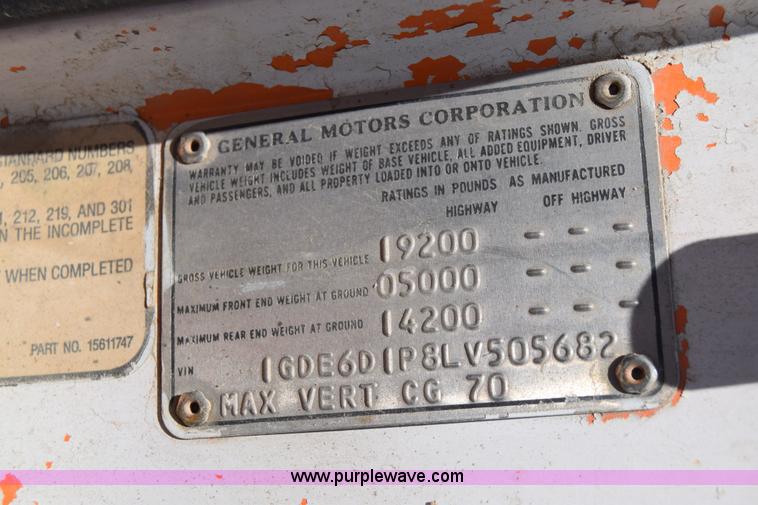 STANDARD NUMBERS
, 205, 206, 207, 208,
1, 212, 219, AND 301
N THE INCOMPLETE
WHEN COMPLETED
PART NO. 15611747
GENERAL MOTORS CORPORATION
WARRANTY MAY BE VOIDED IF WEIGHT EXCEEDS ANY OF RATINGS SHOWN. GROSS
VEHICLE WEIGHT INCLUDES WEIGHT OF BASE VEHICLE, ALL ADDED EQUIPMENT, DRIVER
AND PASSENGERS, AND ALL PROPERTY LOADED INTO OR ONTO VEHICLE.
RATINGS IN POUNDS AS MANUFACTURED
HIGHWAY OFF HIGHWAY
GROSS VEHICLE WEIGHT FOR THIS VEHICLE 19200 - - -
MAXIMUM FRONT END WEIGHT AT GROUND 05000 - - -
MAXIMUM REAR END WEIGHT AT GROUND 14200 - - -
VIN 1GDE6D1P8LV505682
MAX VERT CG 70
www.purplewave.com